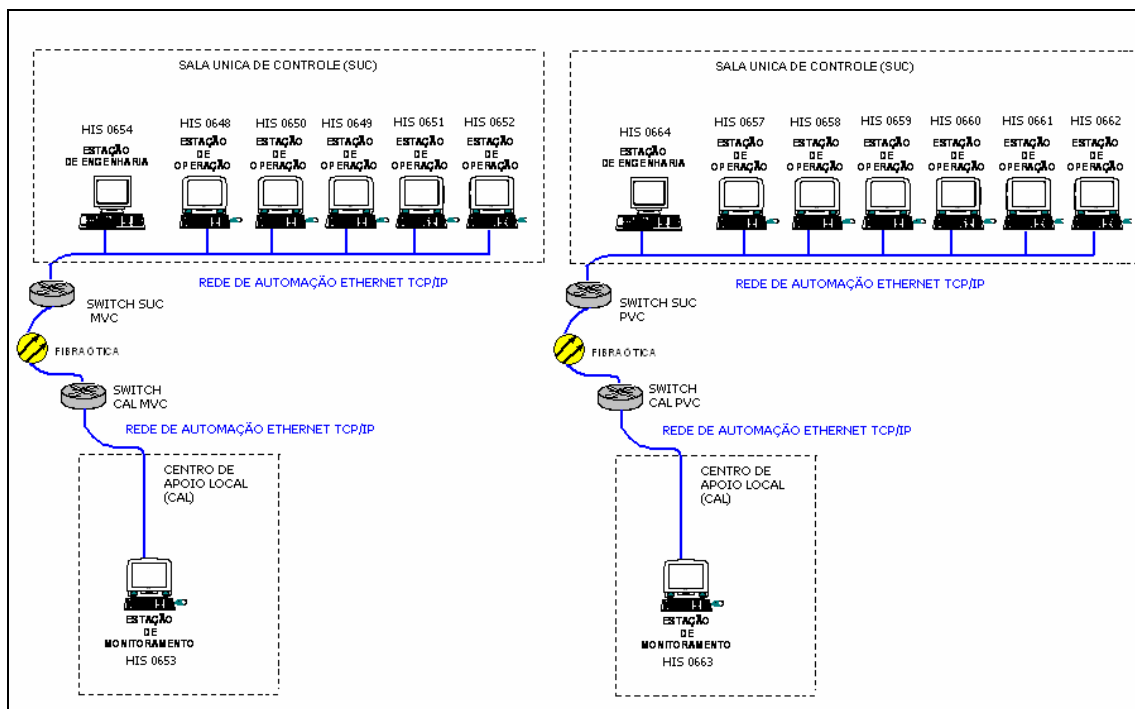 SALA UNICA DE CONTROLE (SUC)
HIS 0654
ESTAÇÃO
DE ENGENHARIA
HIS 0648
ESTAÇÃO
DE
OPERAÇÃO
HIS 0650
ESTAÇÃO
DE
OPERAÇÃO
HIS 0649
ESTAÇÃO
DE
OPERAÇÃO
HIS 0651
ESTAÇÃO
DE
OPERAÇÃO
HIS 0652
ESTAÇÃO
DE
OPERAÇÃO
REDE DE AUTOMAÇÃO ETHERNET TCP/IP
SWITCH SUC
MVC
FIBRA ÓTICA
SWITCH
CAL MVC
REDE DE AUTOMAÇÃO ETHERNET TCP/IP
CENTRO DE
APOIO LOCAL
(CAL)
ESTAÇÃO
DE
MONITORAMENTO
HIS 0653
SALA UNICA DE CONTROLE (SUC)
HIS 0664
ESTAÇÃO
DE ENGENHARIA
HIS 0657
ESTAÇÃO
DE
OPERAÇÃO
HIS 0658
ESTAÇÃO
DE
OPERAÇÃO
HIS 0659
ESTAÇÃO
DE
OPERAÇÃO
HIS 0660
ESTAÇÃO
DE
OPERAÇÃO
HIS 0661
ESTAÇÃO
DE
OPERAÇÃO
HIS 0662
ESTAÇÃO
DE
OPERAÇÃO
REDE DE AUTOMAÇÃO ETHERNET TCP/IP
SWITCH SUC
PVC
FIBRA ÓTICA
SWITCH
CAL PVC
REDE DE AUTOMAÇÃO ETHERNET TCP/IP
CENTRO DE
APOIO LOCAL
(CAL)
ESTAÇÃO
DE
MONITORAMENTO
HIS 0663